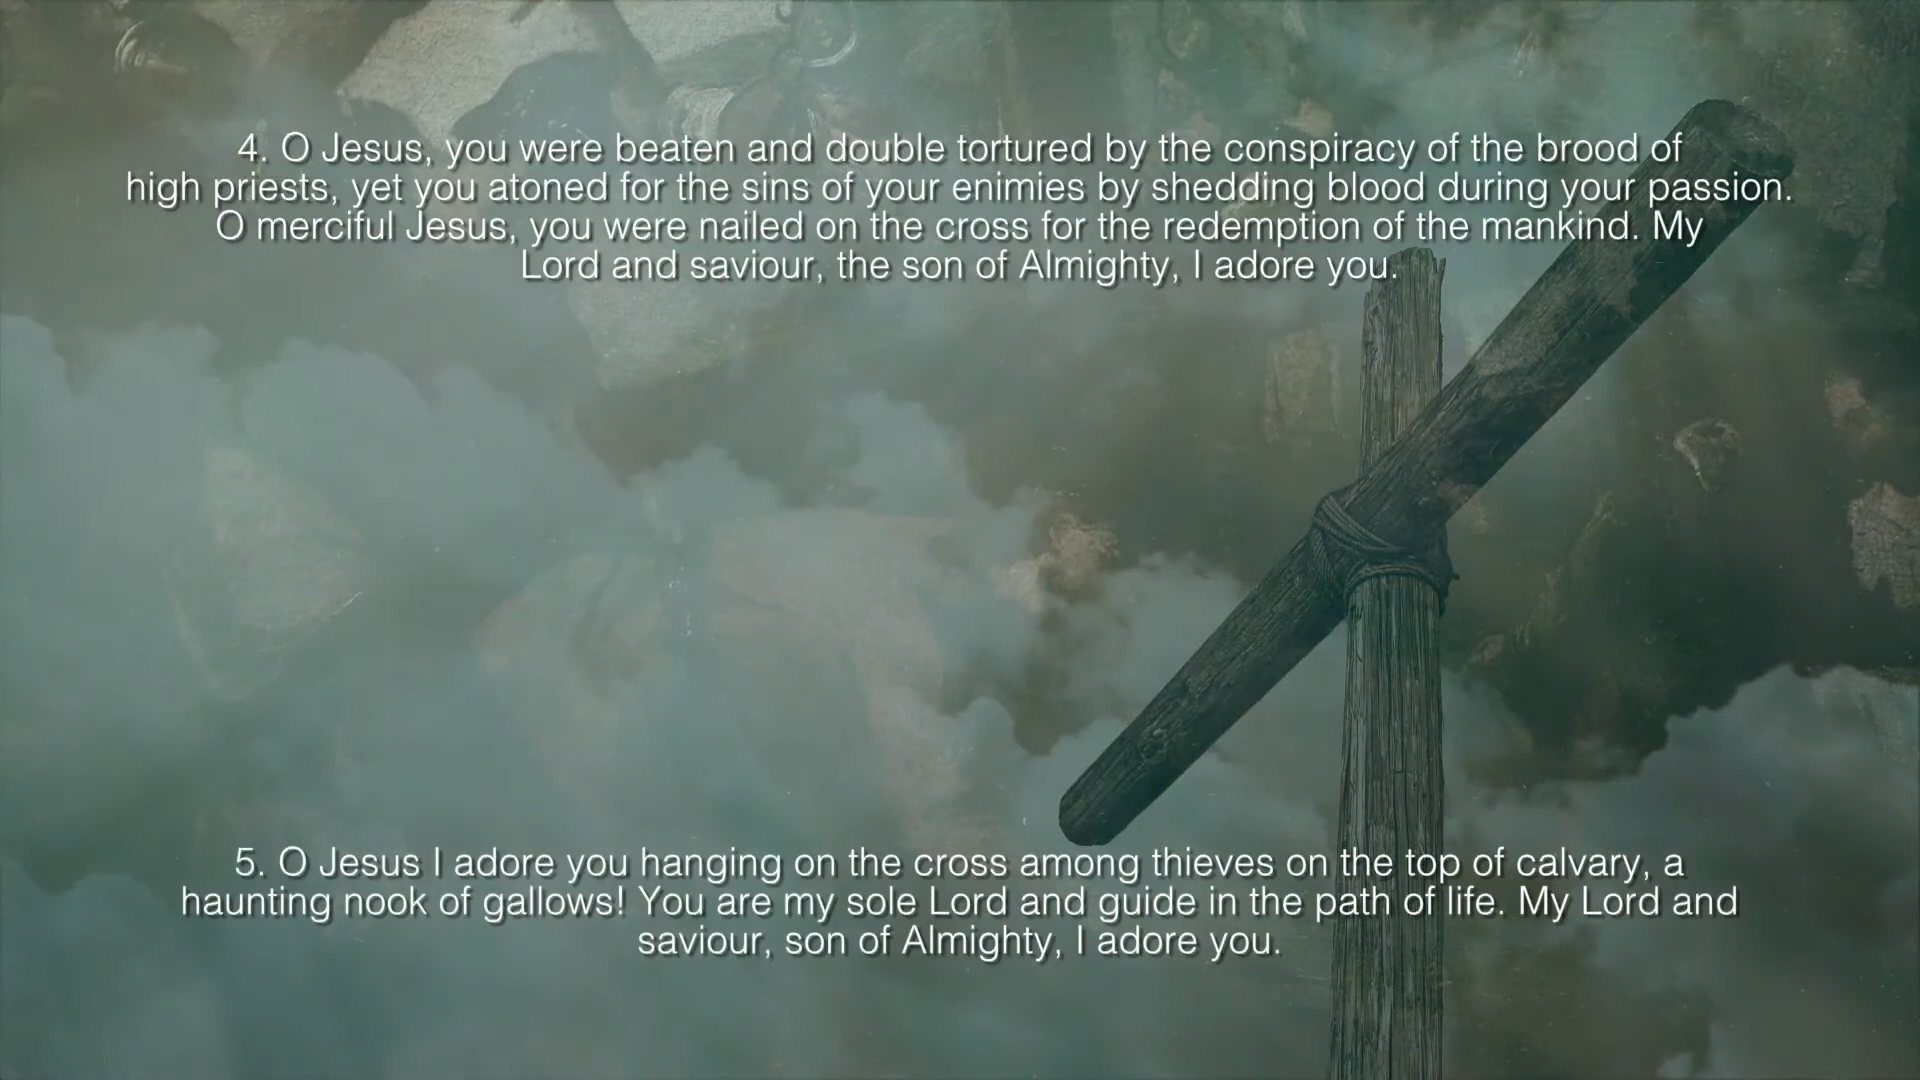 4. O Jesus, you were beaten and double tortured by the conspiracy of the brood of
high priests, yet you atoned for the sins of your enimies by shedding blood during your passion.
O merciful Jesus, you were nailed on the cross for the redemption of the mankind. My
Lord and saviour, the son of Almighty, I adore you.
5. O Jesus I adore you hanging on the cross among thieves on the top of calvary, a
haunting nook of gallows! You are my sole Lord and guide in the path of life. My Lord and
saviour, son of Almighty, I adore you.